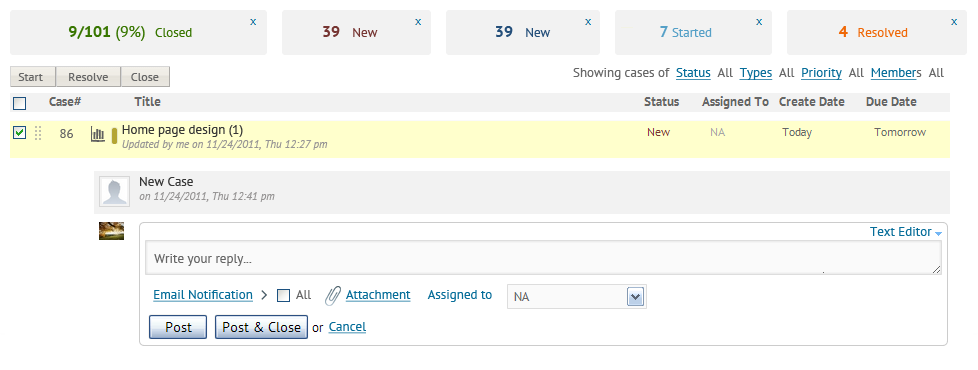 9/101 (9%) Closed x 39 New x 39 New x 7 Started x 4 Resolved x
Start Resolve Close Showing cases of Status All Types All Priority All Members All
Case# Title Status Assigned To Create Date Due Date
86 Home page design (1) New NA Today Tomorrow
Updated by me on 11/24/2011, Thu 12:27 pm
New Case
on 11/24/2011, Thu 12:41 pm
Text Editor
Write your reply...
Email Notification > All Attachment Assigned to NA
Post Post & Close or Cancel